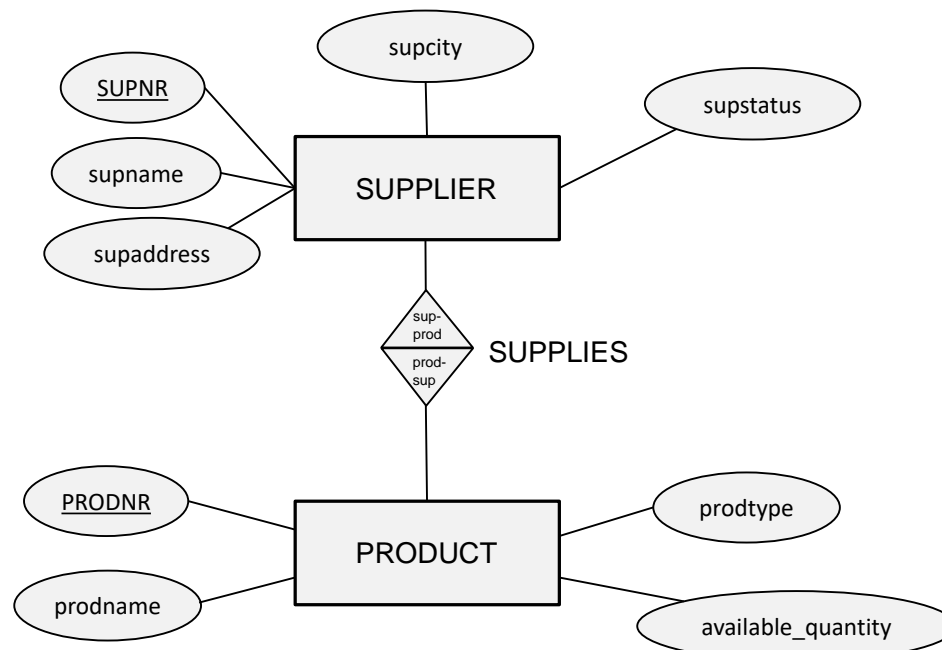 supcity
SUPNR
supstatus
supname
SUPPLIER
supaddress
sup-
prod
SUPPLIES
prod-
sup
PRODNR
prodtype
PRODUCT
prodname
available_quantity